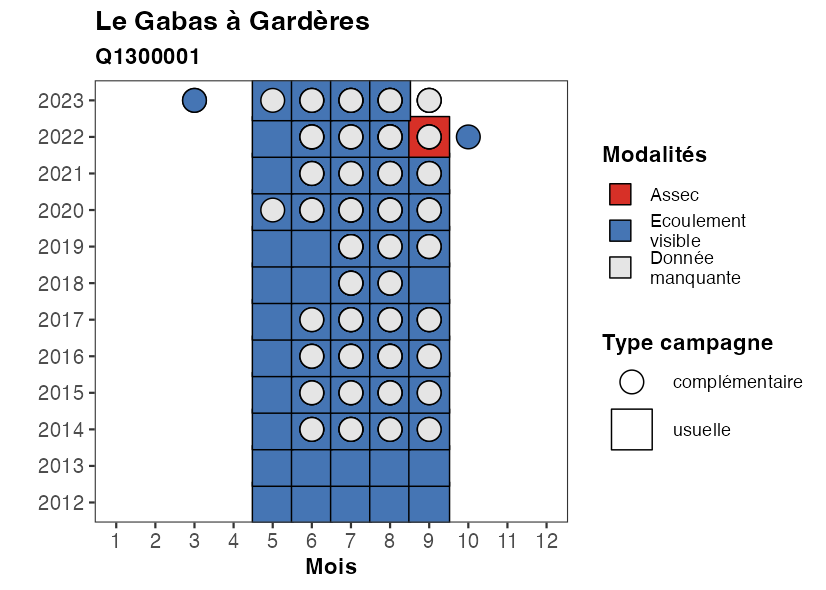 Le Gabas à Gardères
Q1300001
2023
2022
2021
2020
2019
2018
2017
2016
2015
2014
2013
2012
1 2 3 4 5 6 7 8 9 10 11 12
Mois
Modalités
Assec
Ecoulement
visible
Donnée
manquante
Type campagne
complémentaire
usuelle